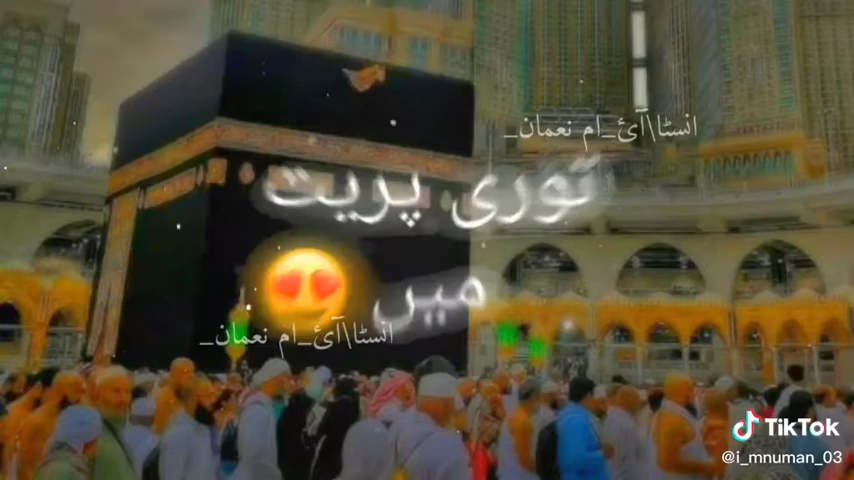 انسٹا\آئ_ام نعمان_
توری پریت
میں 😍
انسٹا\آئ_ام نعمان_
TikTok
@i_mnuman_03